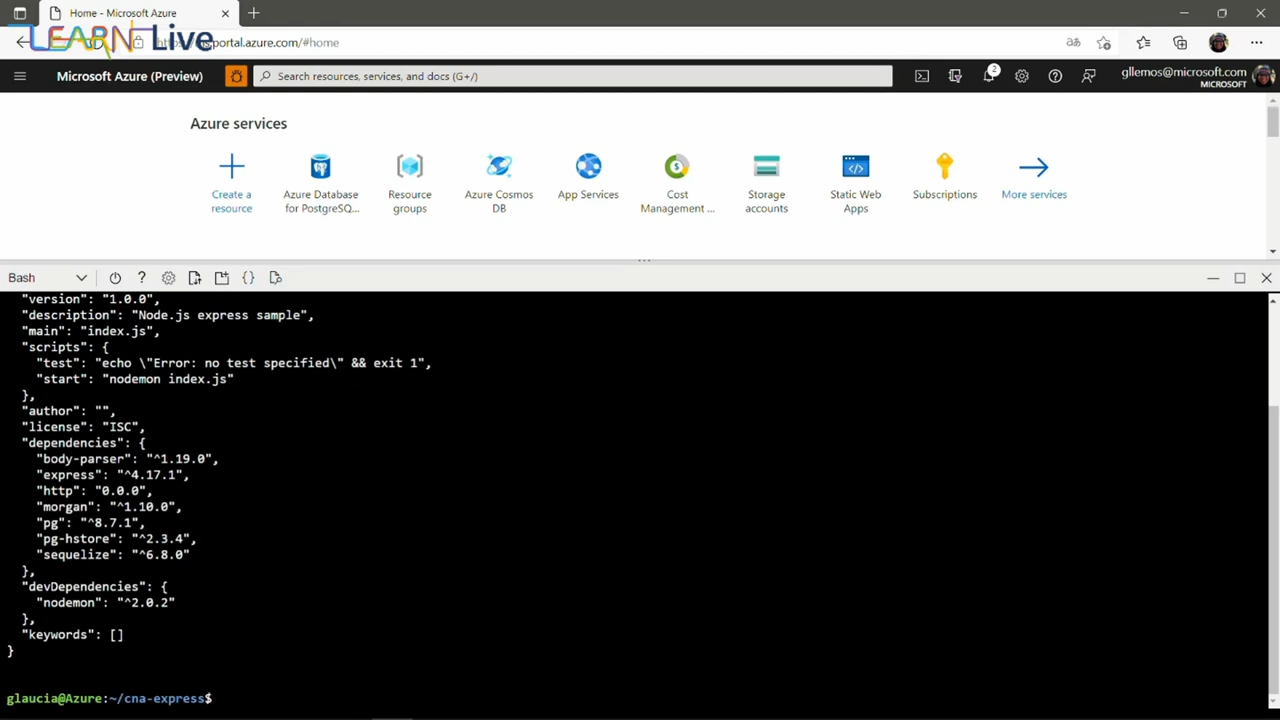 Home - Microsoft Azure
LEARN Live
portal.azure.com/#home
Microsoft Azure (Preview)
Search resources, services, and docs (G+/)
2
gllemos@microsoft.com
MICROSOFT
Azure services
Create a resource
Azure Database for PostgreSQ...
Resource groups
Azure Cosmos DB
App Services
Cost Management ...
Storage accounts
Static Web Apps
Subscriptions
More services
Bash
"version": "1.0.0",
"description": "Node.js express sample",
"main": "index.js",
"scripts": {
"test": "echo \"Error: no test specified\" && exit 1",
"start": "nodemon index.js"
},
"author": "",
"license": "ISC",
"dependencies": {
"body-parser": "^1.19.0",
"express": "^4.17.1",
"http": "0.0.0",
"morgan": "^1.10.0",
"pg": "^8.7.1",
"pg-hstore": "^2.3.4",
"sequelize": "^6.8.0"
},
"devDependencies": {
"nodemon": "^2.0.2"
},
"keywords": []
}
glaucia@Azure:~/cna-express$